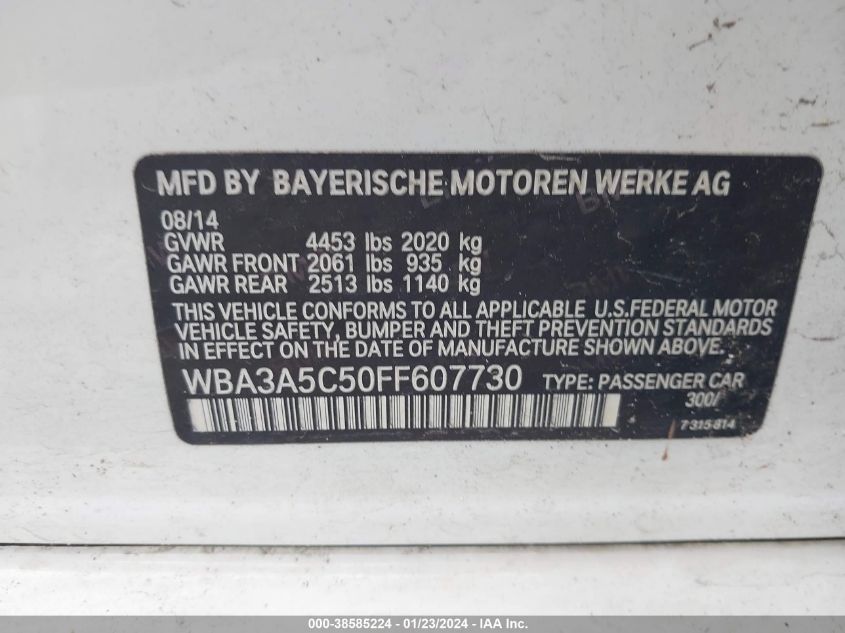 MFD BY BAYERISCHE MOTOREN WERKE AG
08/14
GVWR 4453 lbs 2020 kg
GAWR FRONT 2061 lbs 935 kg
GAWR REAR 2513 lbs 1140 kg
THIS VEHICLE CONFORMS TO ALL APPLICABLE U.S.FEDERAL MOTOR
VEHICLE SAFETY, BUMPER AND THEFT PREVENTION STANDARDS
IN EFFECT ON THE DATE OF MANUFACTURE SHOWN ABOVE.
WBA3A5C50FF607730 TYPE: PASSENGER CAR
300/
7315814
000-38585224 - 01/23/2024 - IAA Inc.